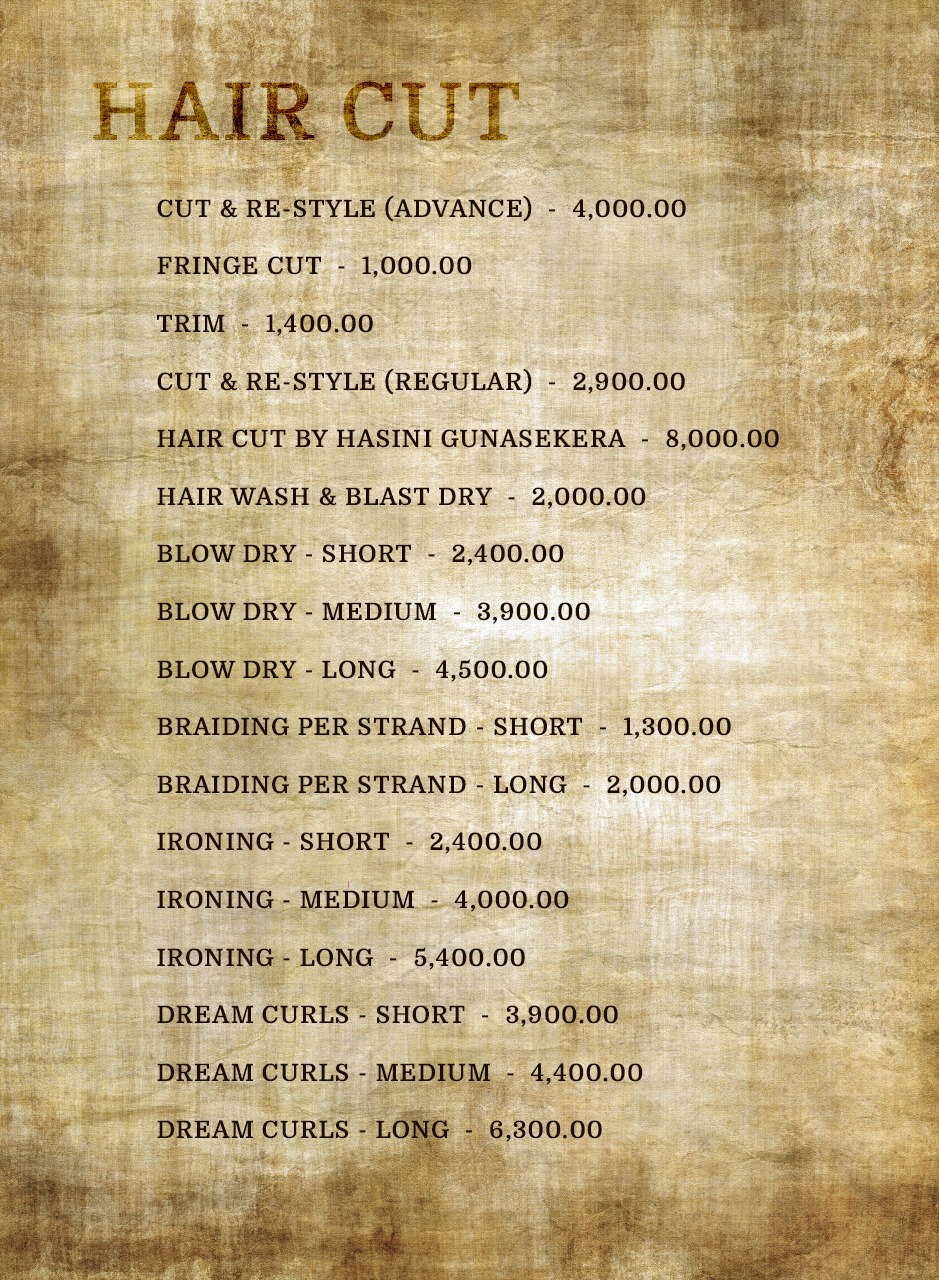 HAIR CUT
CUT & RE-STYLE (ADVANCE) - 4,000.00
FRINGE CUT - 1,000.00
TRIM - 1,400.00
CUT & RE-STYLE (REGULAR) - 2,900.00
HAIR CUT BY HASINI GUNASEKERA - 8,000.00
HAIR WASH & BLAST DRY - 2,000.00
BLOW DRY - SHORT - 2,400.00
BLOW DRY - MEDIUM - 3,900.00
BLOW DRY - LONG - 4,500.00
BRAIDING PER STRAND - SHORT - 1,300.00
BRAIDING PER STRAND - LONG - 2,000.00
IRONING - SHORT - 2,400.00
IRONING - MEDIUM - 4,000.00
IRONING - LONG - 5,400.00
DREAM CURLS - SHORT - 3,900.00
DREAM CURLS - MEDIUM - 4,400.00
DREAM CURLS - LONG - 6,300.00